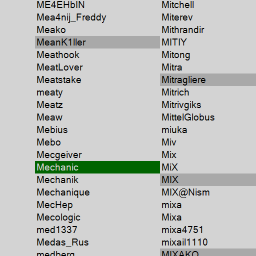 ME4EHbIN
Mea4nij_Freddy
Meako
MeanK1ller
Meathook
MeatLover
Meatstake
meaty
Meatz
Meaw
Mebius
Mebo
Mecgeiver
Mechanic
Mechanik
Mechanique
MecHep
Mecologic
med1337
Medas_Rus
medberg
Mitchell
Miterev
Mithrandir
MITIY
Mitong
Mitra
Mitragliere
Mitrich
Mitrivgiks
MittelGlobus
miuka
Miv
Mix
MiX
MIX
MIX@Nism
mixa
Mixa
mixa4751
mixail1110
MIXAKO